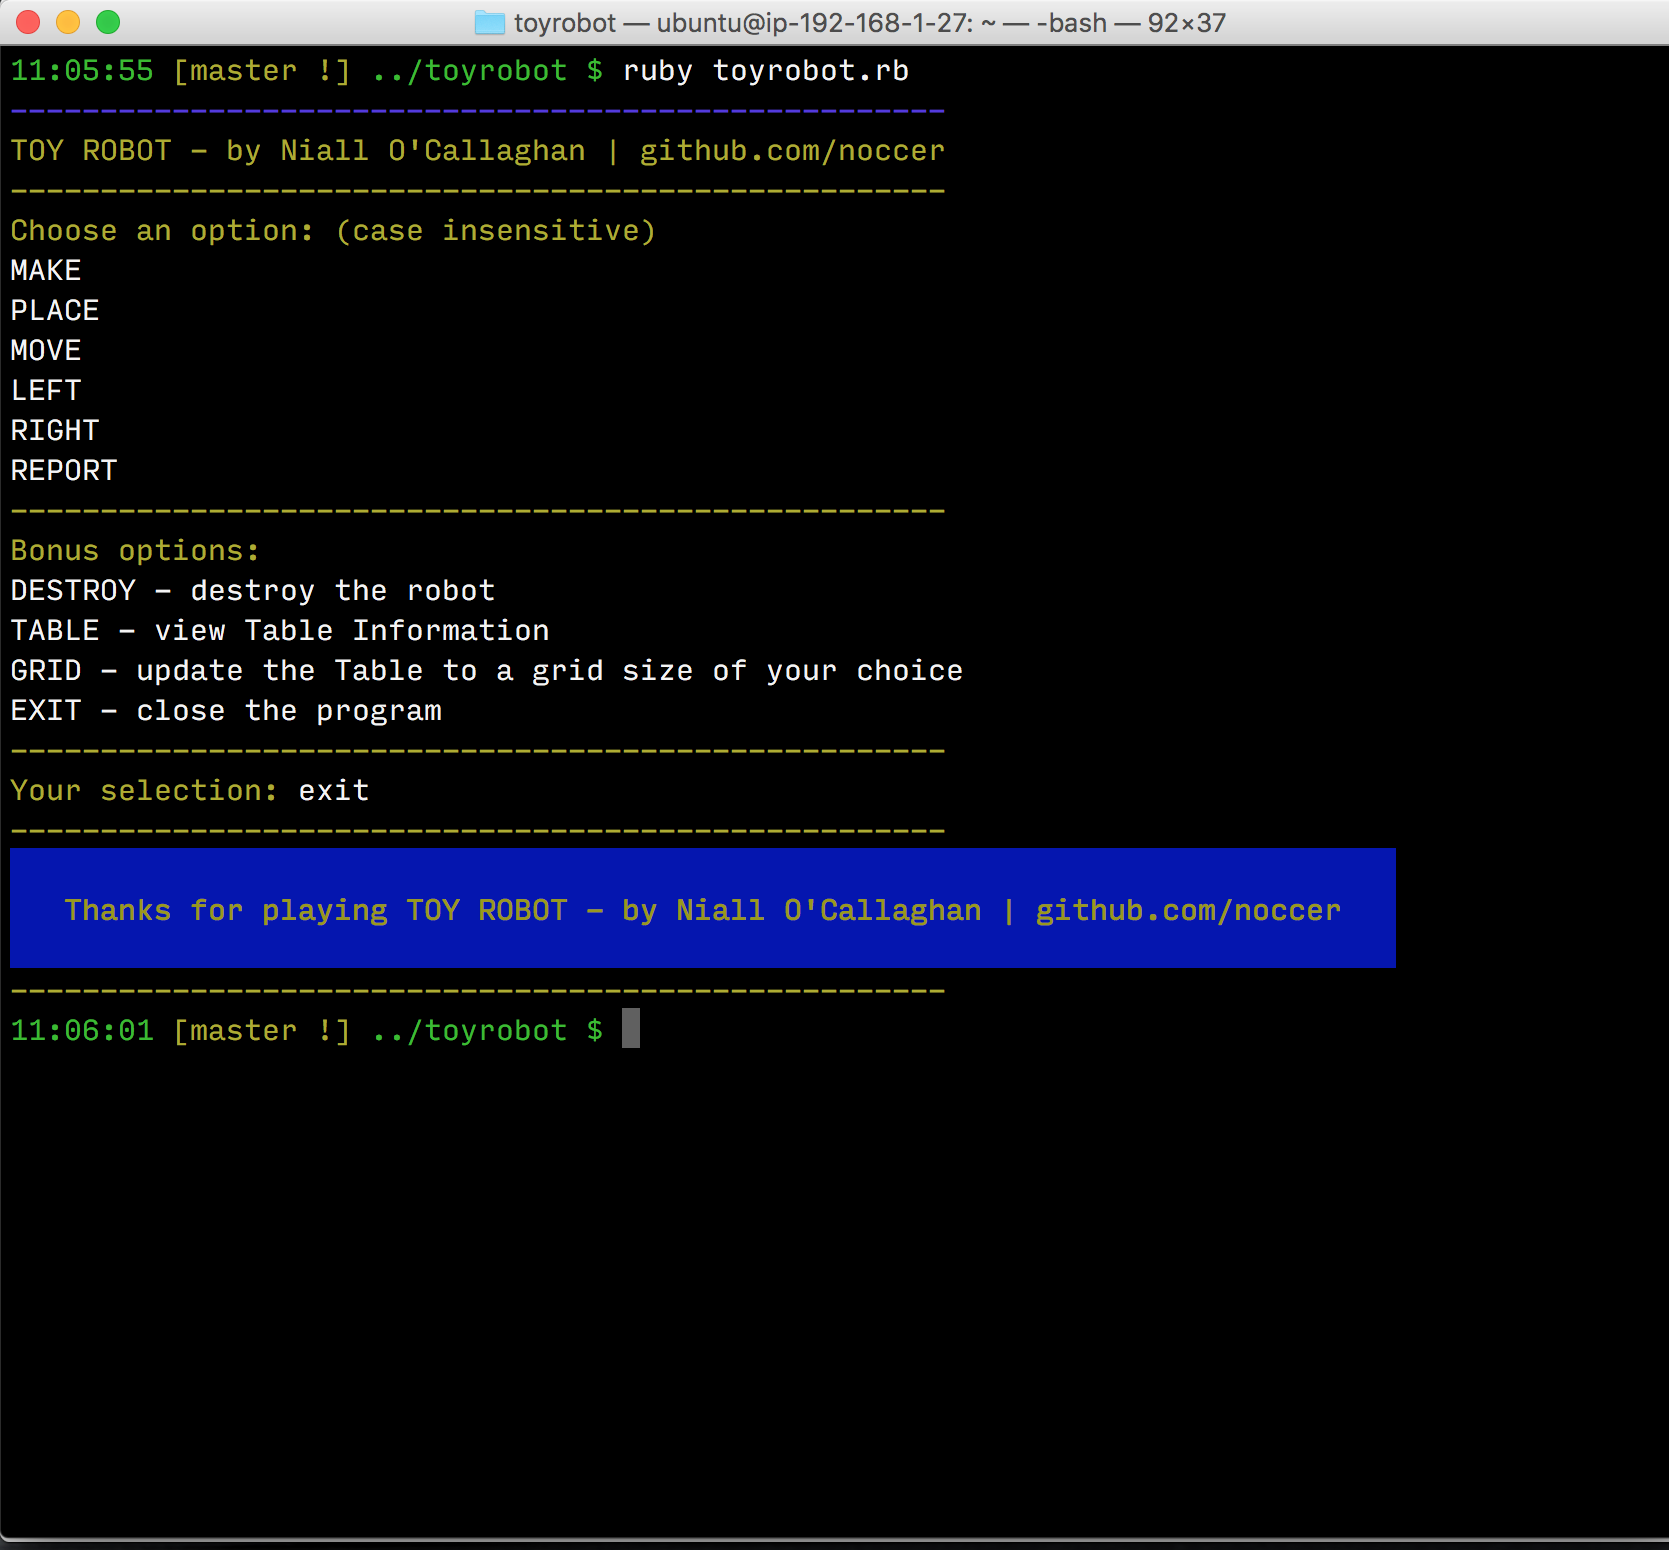 toyrobot — ubuntu@ip-192-168-1-27: ~ — -bash — 92×37
11:05:55 [master !] ../toyrobot $ ruby toyrobot.rb
----------------------------------------------------
TOY ROBOT - by Niall O'Callaghan | github.com/noccer
----------------------------------------------------
Choose an option: (case insensitive)
MAKE
PLACE
MOVE
LEFT
RIGHT
REPORT
----------------------------------------------------
Bonus options:
DESTROY - destroy the robot
TABLE - view Table Information
GRID - update the Table to a grid size of your choice
EXIT - close the program
----------------------------------------------------
Your selection: exit
----------------------------------------------------
Thanks for playing TOY ROBOT - by Niall O'Callaghan | github.com/noccer
----------------------------------------------------
11:06:01 [master !] ../toyrobot $